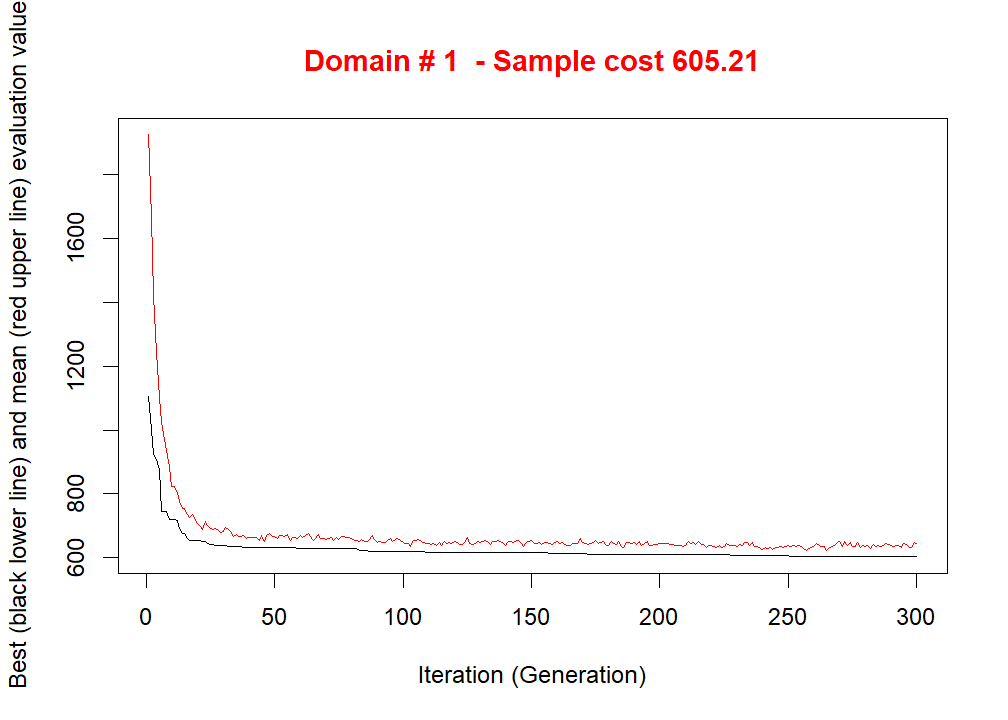 Domain # 1  - Sample cost 605.21
Best (black lower line) and mean (red upper line) evaluation value
1600
1200
800
600
0 50 100 150 200 250 300
Iteration (Generation)